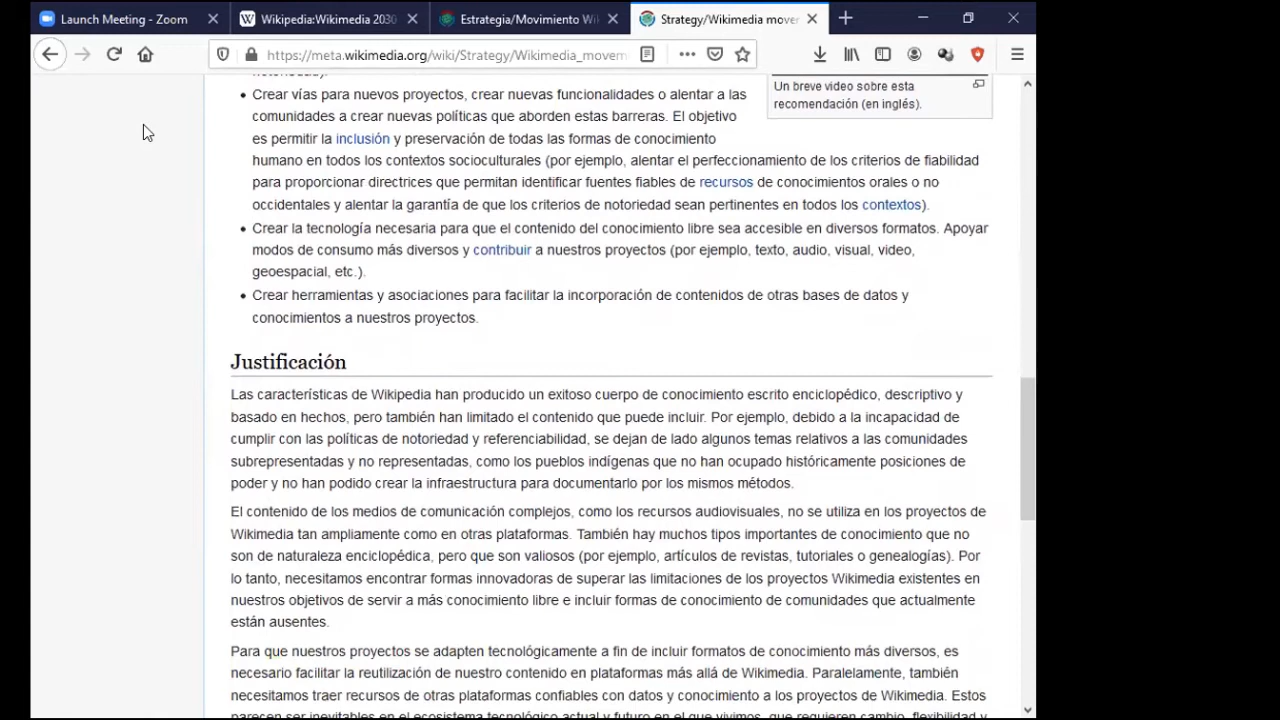 Launch Meeting - Zoom
Wikipedia:Wikimedia 2030
Estrategia/Movimiento Wi
Strategy/Wikimedia mover
https://meta.wikimedia.org/wiki/Strategy/Wikimedia_movem
Un breve video sobre esta
recomendación (en inglés).
Crear vías para nuevos proyectos, crear nuevas funcionalidades o alentar a las
comunidades a crear nuevas políticas que aborden estas barreras. El objetivo
es permitir la inclusión y preservación de todas las formas de conocimiento
humano en todos los contextos socioculturales (por ejemplo, alentar el perfeccionamiento de los criterios de fiabilidad
para proporcionar directrices que permitan identificar fuentes fiables de recursos de conocimientos orales o no
occidentales y alentar la garantía de que los criterios de notoriedad sean pertinentes en todos los contextos).
Crear la tecnología necesaria para que el contenido del conocimiento libre sea accesible en diversos formatos. Apoyar
modos de consumo más diversos y contribuir a nuestros proyectos (por ejemplo, texto, audio, visual, video,
geoespacial, etc.).
Crear herramientas y asociaciones para facilitar la incorporación de contenidos de otras bases de datos y
conocimientos a nuestros proyectos.
Justificación
Las características de Wikipedia han producido un exitoso cuerpo de conocimiento escrito enciclopédico, descriptivo y
basado en hechos, pero también han limitado el contenido que puede incluir. Por ejemplo, debido a la incapacidad de
cumplir con las políticas de notoriedad y referenciabilidad, se dejan de lado algunos temas relativos a las comunidades
subrepresentadas y no representadas, como los pueblos indígenas que no han ocupado históricamente posiciones de
poder y no han podido crear la infraestructura para documentarlo por los mismos métodos.
El contenido de los medios de comunicación complejos, como los recursos audiovisuales, no se utiliza en los proyectos de
Wikimedia tan ampliamente como en otras plataformas. También hay muchos tipos importantes de conocimiento que no
son de naturaleza enciclopédica, pero que son valiosos (por ejemplo, artículos de revistas, tutoriales o genealogías). Por
lo tanto, necesitamos encontrar formas innovadoras de superar las limitaciones de los proyectos Wikimedia existentes en
nuestros objetivos de servir a más conocimiento libre e incluir formas de conocimiento de comunidades que actualmente
están ausentes.
Para que nuestros proyectos se adapten tecnológicamente a fin de incluir formatos de conocimiento más diversos, es
necesario facilitar la reutilización de nuestro contenido en plataformas más allá de Wikimedia. Paralelamente, también
necesitamos traer recursos de otras plataformas confiables con datos y conocimiento a los proyectos de Wikimedia. Estos
parecen ser inevitables en el ecosistema tecnológico actual y futuro en el que vivimos, que requieren cambio, flexibilidad y